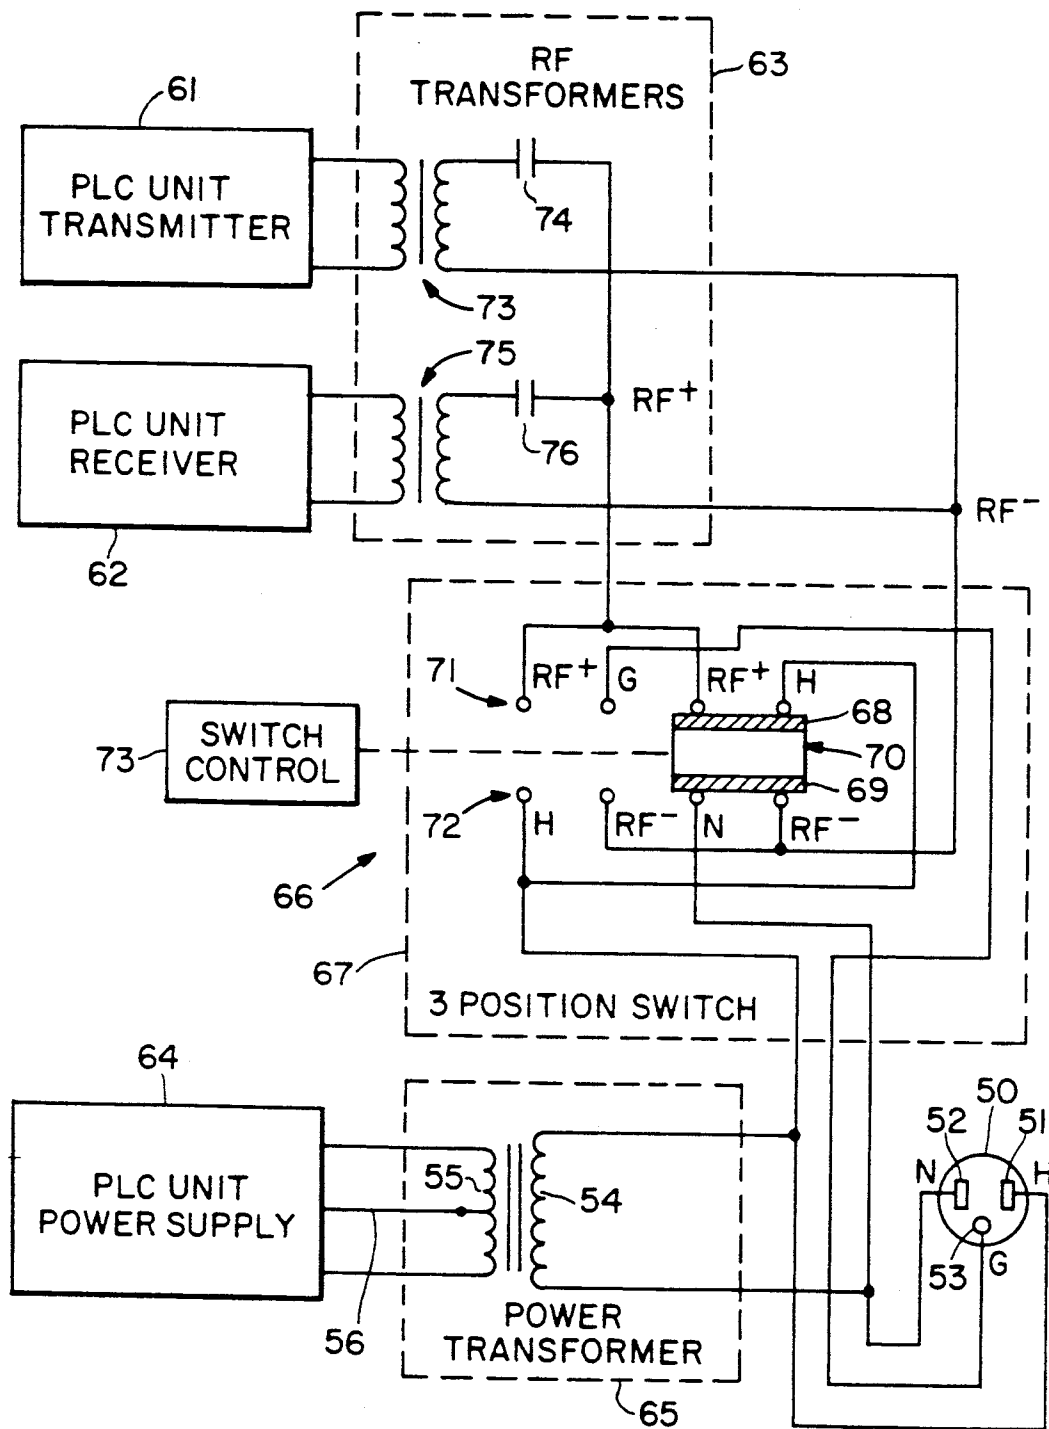 RF
TRANSFORMERS
63
61
PLC UNIT
TRANSMITTER
74
73
75
RF+
PLC UNIT
RECEIVER
76
RF-
62
71
RF+ G RF+ H
68
SWITCH
CONTROL
73
70
69
72
H RF- N RF-
66
67
3 POSITION SWITCH
64
50
52
51
N
H
PLC UNIT
POWER SUPPLY
55
54
53
G
56
POWER
TRANSFORMER
65